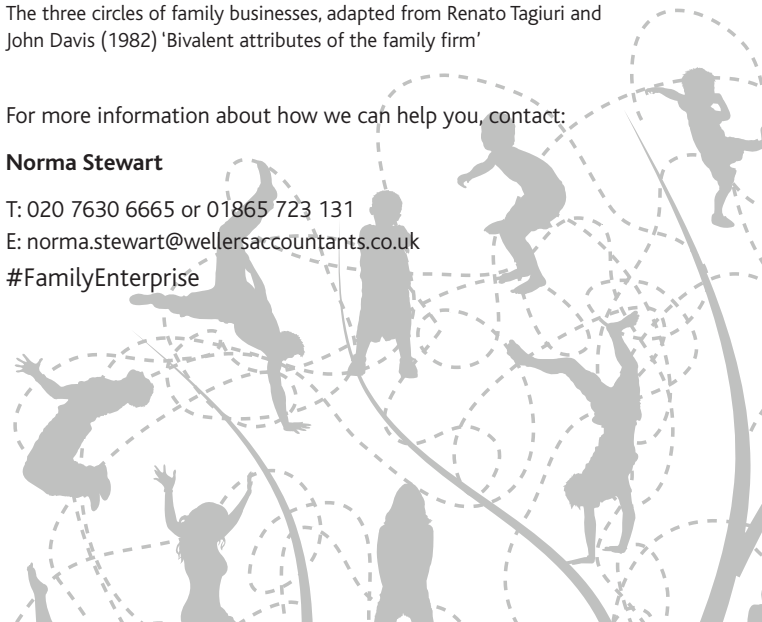 The three circles of family businesses, adapted from Renato Tagiuri and
John Davis (1982) ‘Bivalent attributes of the family firm’
For more information about how we can help you, contact:
Norma Stewart
T: 020 7630 6665 or 01865 723 131
E: norma.stewart@wellersaccountants.co.uk
#FamilyEnterprise